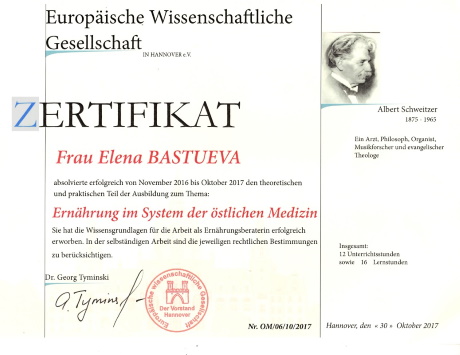 Europäische Wissenschaftliche
Gesellschaft
IN HANNOVER e.V.
ZERTIFIKAT
Frau Elena BASTUEVA
absolvierte erfolgreich von November 2016 bis Oktober 2017 den theoretischen
und praktischen Teil der Ausbildung zum Thema:
Ernährung im System der östlichen Medizin
Sie hat die Wissensgrundlagen für die Arbeit als Ernährungsberaterin erfolgreich
erworben. In der selbständigen Arbeit sind die jeweiligen rechtlichen Bestimmungen
zu berücksichtigen.
Dr. Georg Tyminski
Europäische wissenschaftliche Gesellschaft
Der Vorstand
Hannover
Nr. OM/06/10/2017
Albert Schweitzer
1875 - 1965
Ein Arzt, Philosoph, Organist,
Musikforscher und evangelischer
Theologe
Insgesamt:
12 Unterrichtsstunden
sowie 16 Lernstunden
Hannover, den « 30 » Oktober 2017